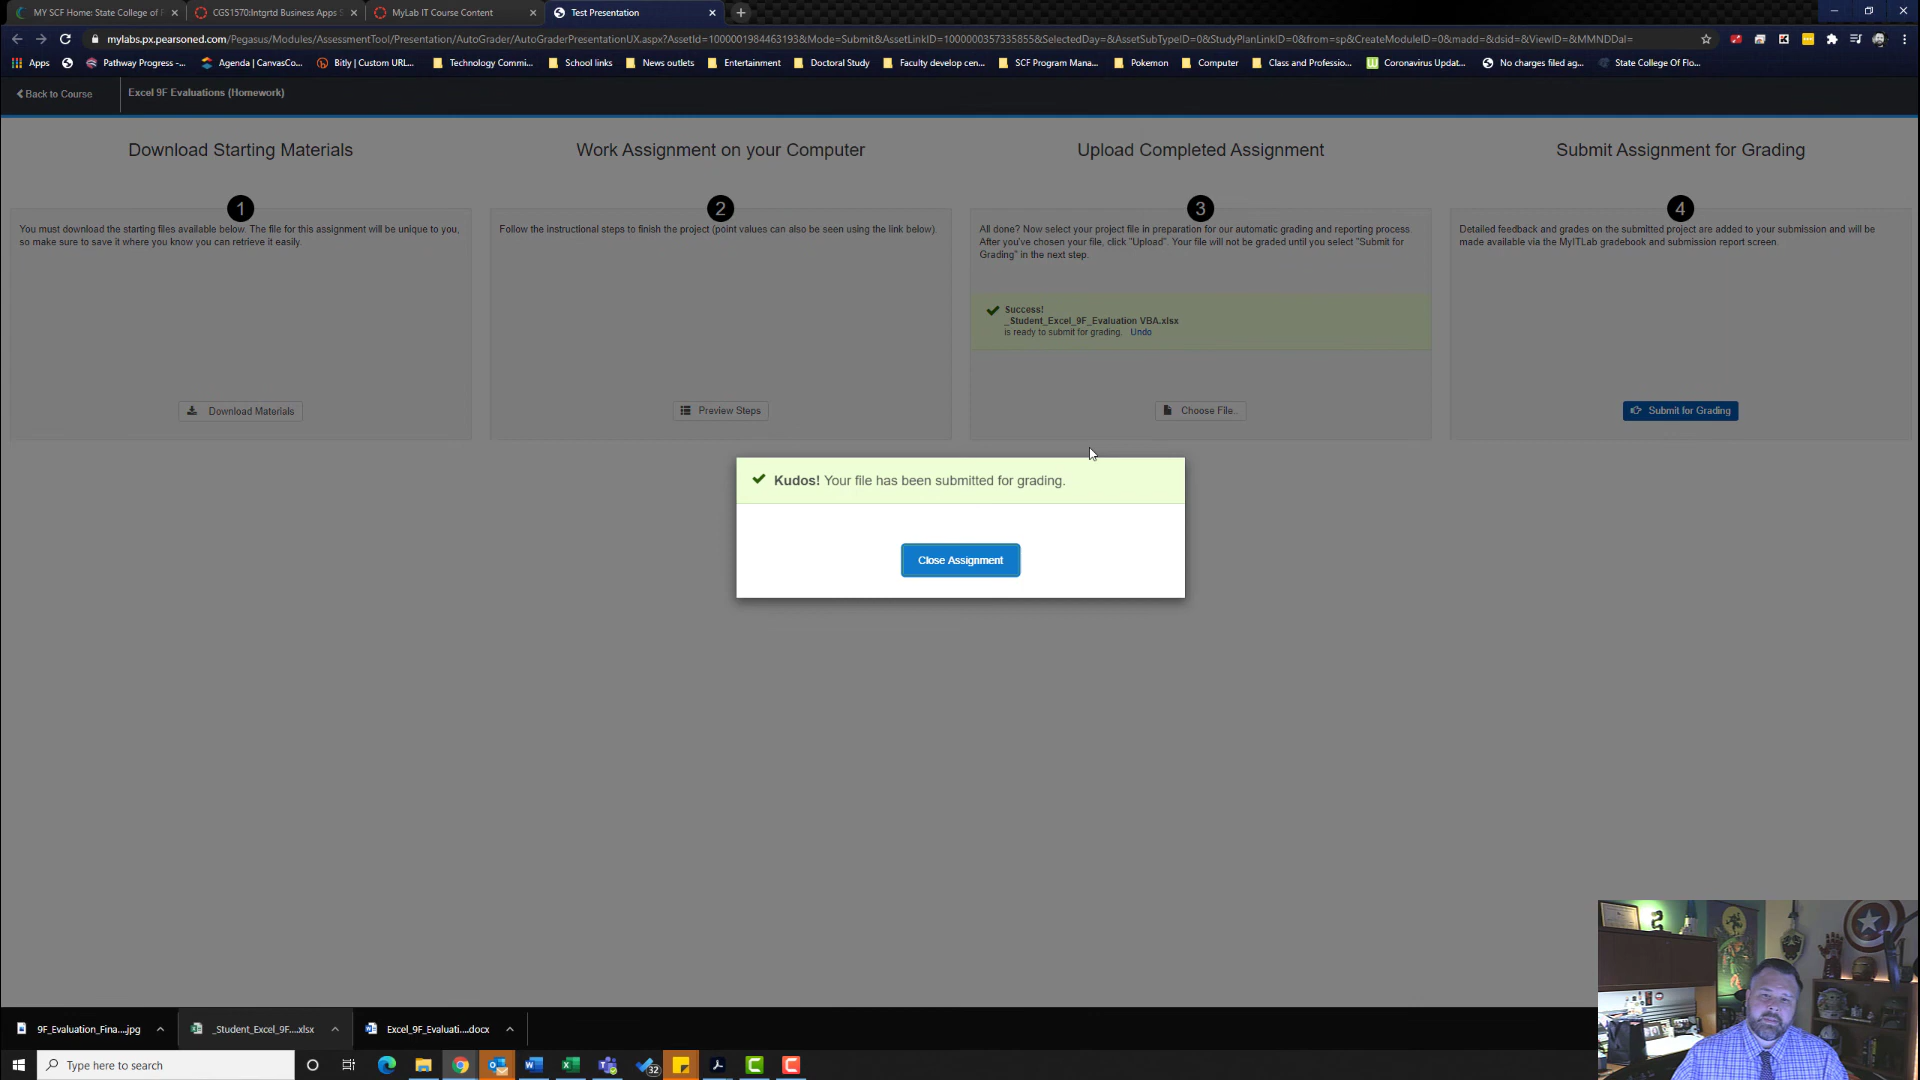 MY SCF Home: State College of F
CGS1570:Intgrtd Business Apps S
MyLab IT Course Content
Test Presentation
mylabs.px.pearsoned.com/Pegasus/Modules/AssessmentTool/Presentation/AutoGrader/AutoGraderPresentationUX.aspx?AssetId=1000001984463193&Mode=Submit&AssetLinkID=1000000357335855&SelectedDay=&AssetSubTypeID=0&StudyPlanLinkID=0&from=sp&CreateModuleID=0&madd=&dsid=&ViewID=&MMNDDal=
Apps
Pathway Progress -...
Agenda | CanvasCo...
Bitly | Custom URL...
Technology Commi...
School links
News outlets
Entertainment
Doctoral Study
Faculty develop cen...
SCF Program Mana...
Pokemon
Computer
Class and Professio...
Coronavirus Updat...
No charges filed ag...
State College Of Flo...
Back to Course
Excel 9F Evaluations (Homework)
Download Starting Materials
1
You must download the starting files available below. The file for this assignment will be unique to you,
so make sure to save it where you know you can retrieve it easily.
Download Materials
Work Assignment on your Computer
2
Follow the instructional steps to finish the project (point values can also be seen using the link below).
Preview Steps
Upload Completed Assignment
3
All done? Now select your project file in preparation for our automatic grading and reporting process.
After you've chosen your file, click "Upload". Your file will not be graded until you select "Submit for
Grading" in the next step.
Success!
_Student_Excel_9F_Evaluation VBA.xlsx
is ready to submit for grading. Undo
Choose File..
Submit Assignment for Grading
4
Detailed feedback and grades on the submitted project are added to your submission and will be
made available via the MyITLab gradebook and submission report screen.
Submit for Grading
Kudos! Your file has been submitted for grading.
Close Assignment
9F_Evaluation_Fina....jpg
_Student_Excel_9F....xlsx
Excel_9F_Evaluati....docx
Type here to search
32